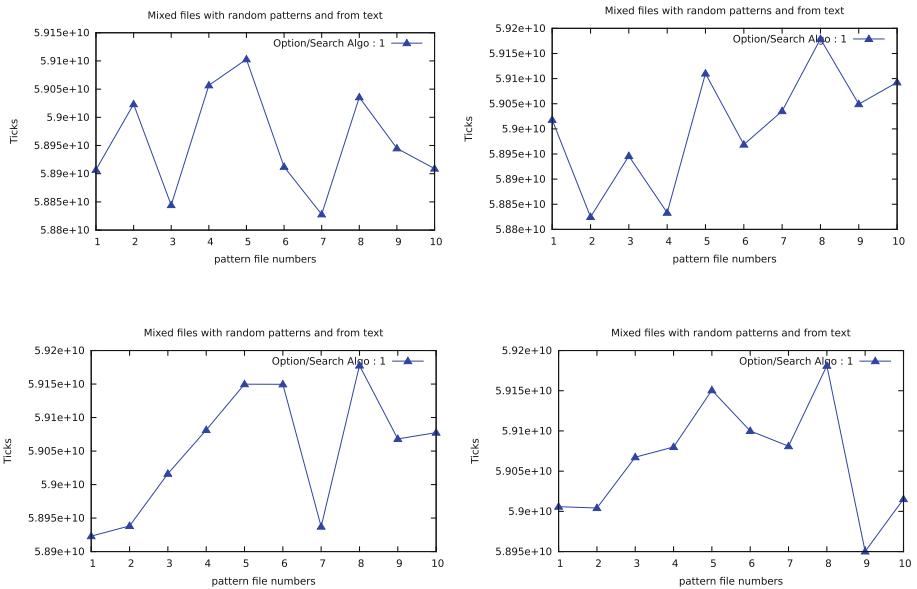 Mixed files with random patterns and from text
5.915e+10
5.91e+10
5.905e+10
5.9e+10
5.895e+10
5.89e+10
5.885e+10
5.88e+10
Ticks
Option/Search Algo : 1
1 2 3 4 5 6 7 8 9 10
pattern file numbers
Mixed files with random patterns and from text
5.92e+10
5.915e+10
5.91e+10
5.905e+10
5.9e+10
5.895e+10
5.89e+10
5.885e+10
5.88e+10
Ticks
Option/Search Algo : 1
1 2 3 4 5 6 7 8 9 10
pattern file numbers
Mixed files with random patterns and from text
5.92e+10
5.915e+10
5.91e+10
5.905e+10
5.9e+10
5.895e+10
5.89e+10
Ticks
Option/Search Algo : 1
1 2 3 4 5 6 7 8 9 10
pattern file numbers
Mixed files with random patterns and from text
5.92e+10
5.915e+10
5.91e+10
5.905e+10
5.9e+10
5.895e+10
Ticks
Option/Search Algo : 1
1 2 3 4 5 6 7 8 9 10
pattern file numbers